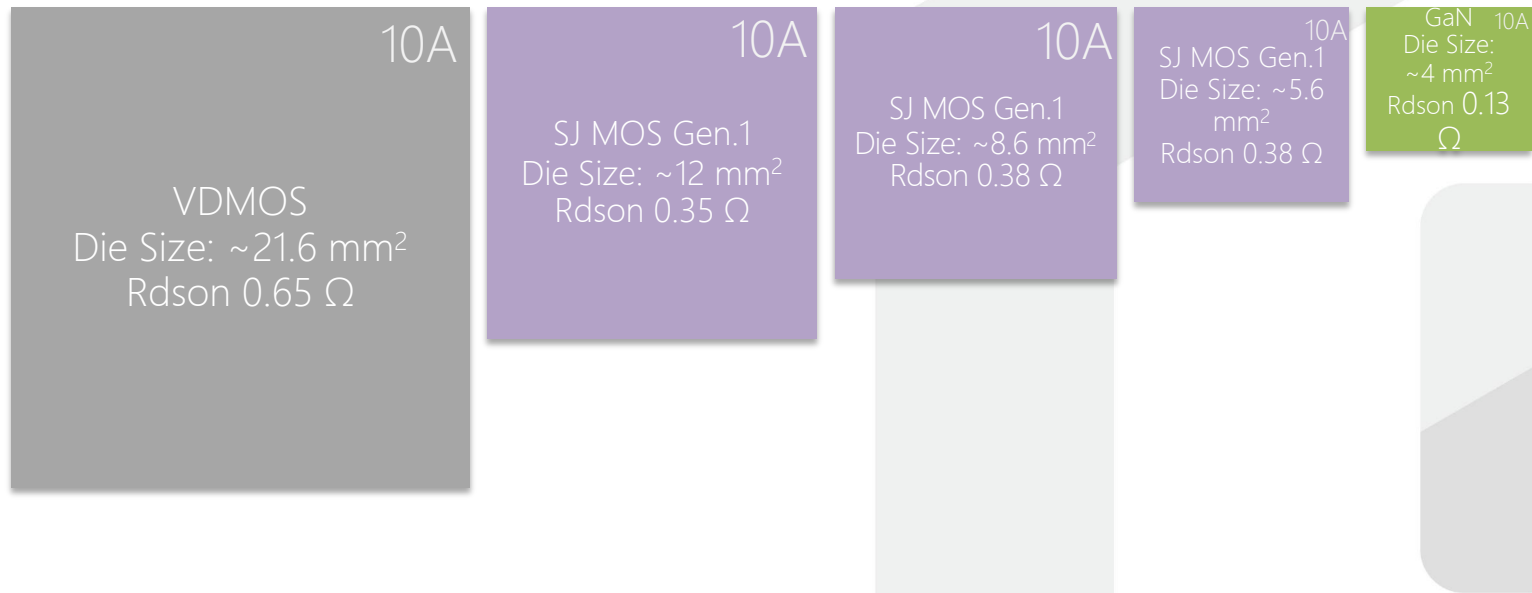 10A
VDMOS
Die Size: ~21.6 mm²
Rdson 0.65 Ω
10A
SJ MOS Gen.1
Die Size: ~12 mm²
Rdson 0.35 Ω
10A
SJ MOS Gen.1
Die Size: ~8.6 mm²
Rdson 0.38 Ω
10A
SJ MOS Gen.1
Die Size: ~5.6
mm²
Rdson 0.38 Ω
GaN 10A
Die Size:
~4 mm²
Rdson 0.13
Ω